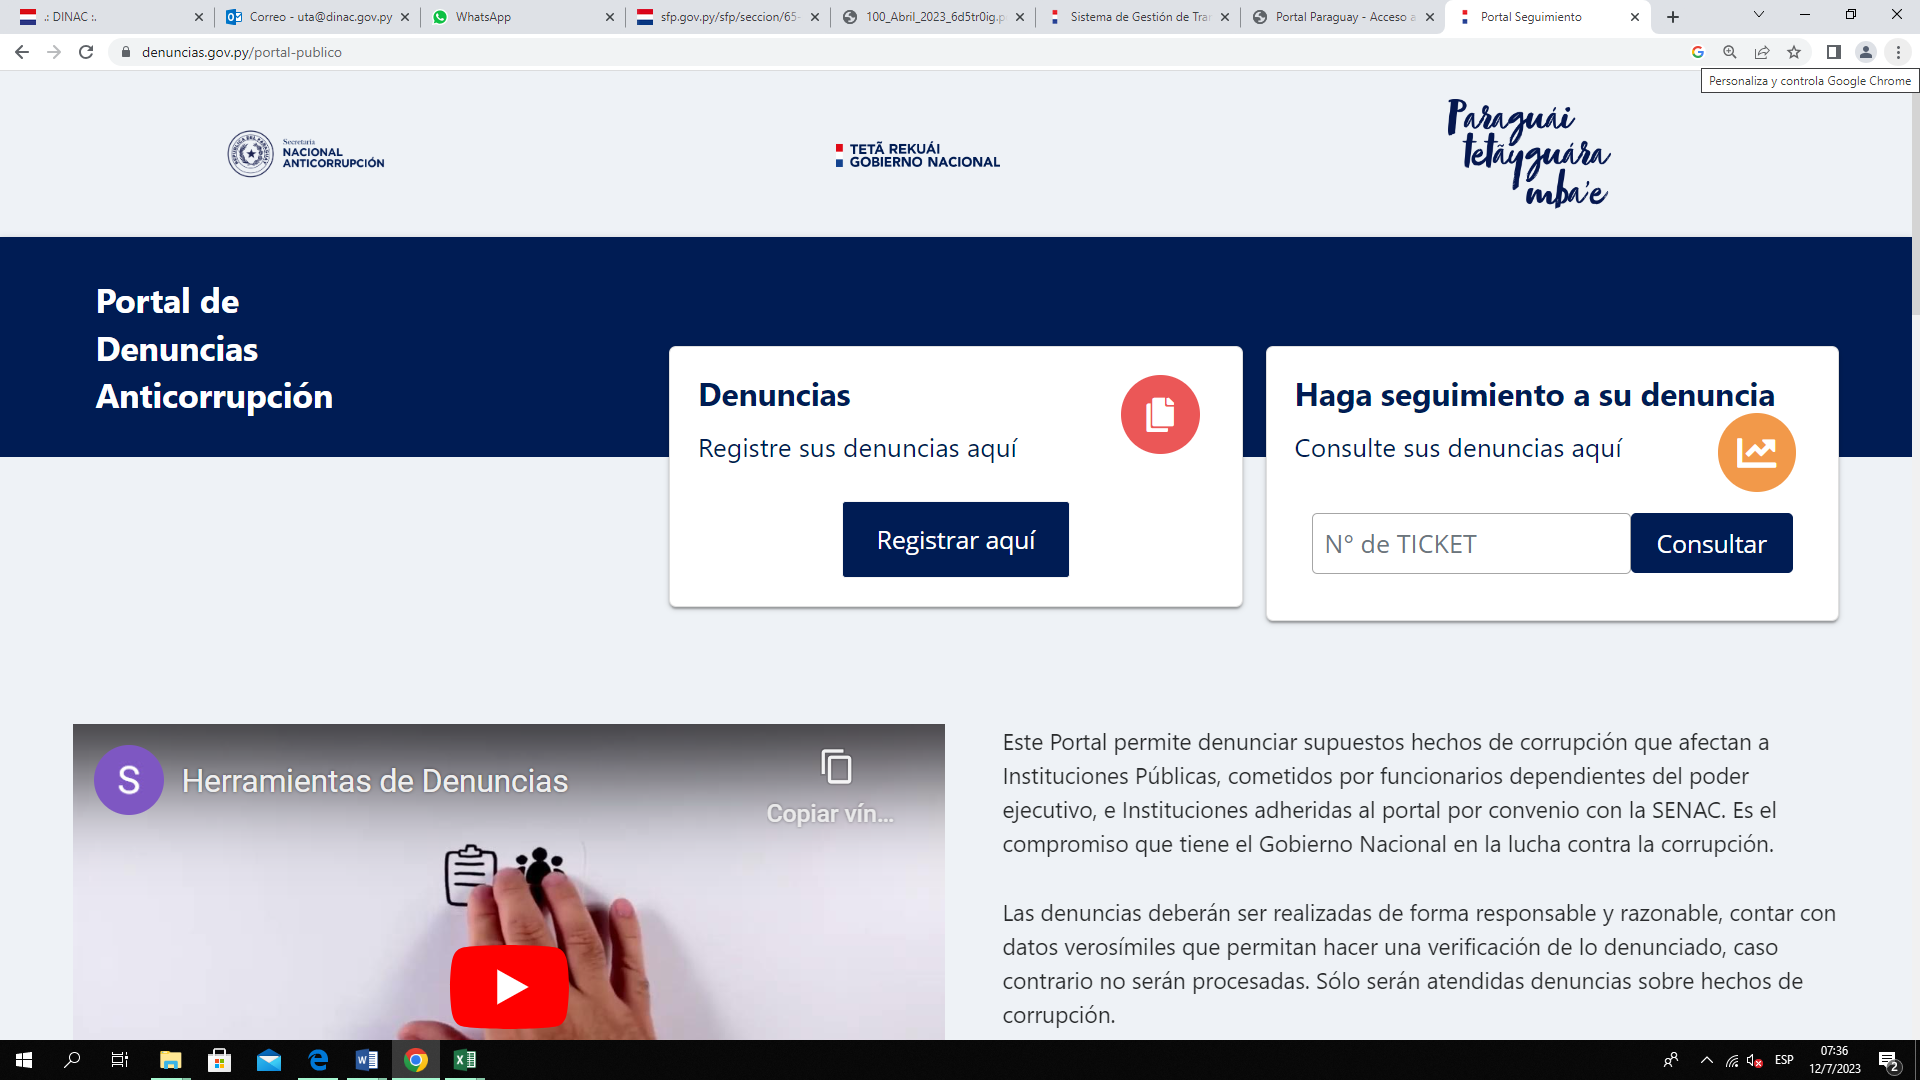 .: DINAC :.
Correo - uta@dinac.gov.py
WhatsApp
sfp.gov.py/sfp/seccion/65-
100_Abril_2023_6d5tr0ig.p
Sistema de Gestión de Tra
Portal Paraguay - Acceso a
Portal Seguimiento
denuncias.gov.py/portal-publico
Personaliza y controla Google Chrome
Secretaría
NACIONAL
ANTICORRUPCIÓN
TETÃ REKUÁI
GOBIERNO NACIONAL
Paraguái
tetãyguára
mba'e
Portal de
Denuncias
Anticorrupción
Denuncias
Registre sus denuncias aquí
Registrar aquí
Haga seguimiento a su denuncia
Consulte sus denuncias aquí
N° de TICKET
Consultar
S
Herramientas de Denuncias
Copiar vín...
Este Portal permite denunciar supuestos hechos de corrupción que afectan a
Instituciones Públicas, cometidos por funcionarios dependientes del poder
ejecutivo, e Instituciones adheridas al portal por convenio con la SENAC. Es el
compromiso que tiene el Gobierno Nacional en la lucha contra la corrupción.
Las denuncias deberán ser realizadas de forma responsable y razonable, contar con
datos verosímiles que permitan hacer una verificación de lo denunciado, caso
contrario no serán procesadas. Sólo serán atendidas denuncias sobre hechos de
corrupción.
ESP
07:36
12/7/2023
2